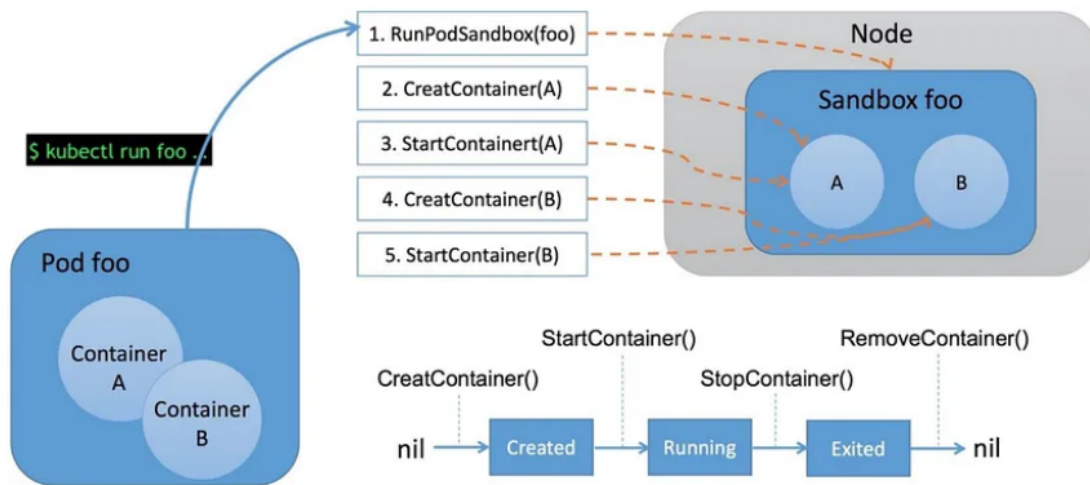 $ kubectl run foo ..
Pod foo
Container
A
Container
B
1. RunPodSandbox(foo)
2. CreatContainer(A)
3. StartContainert(A)
4. CreatContainer(B)
5. StartContainer(B)
Node
Sandbox foo
A
B
StartContainer()
RemoveContainer()
CreatContainer()
StopContainer()
nil
Created
Running
Exited
nil